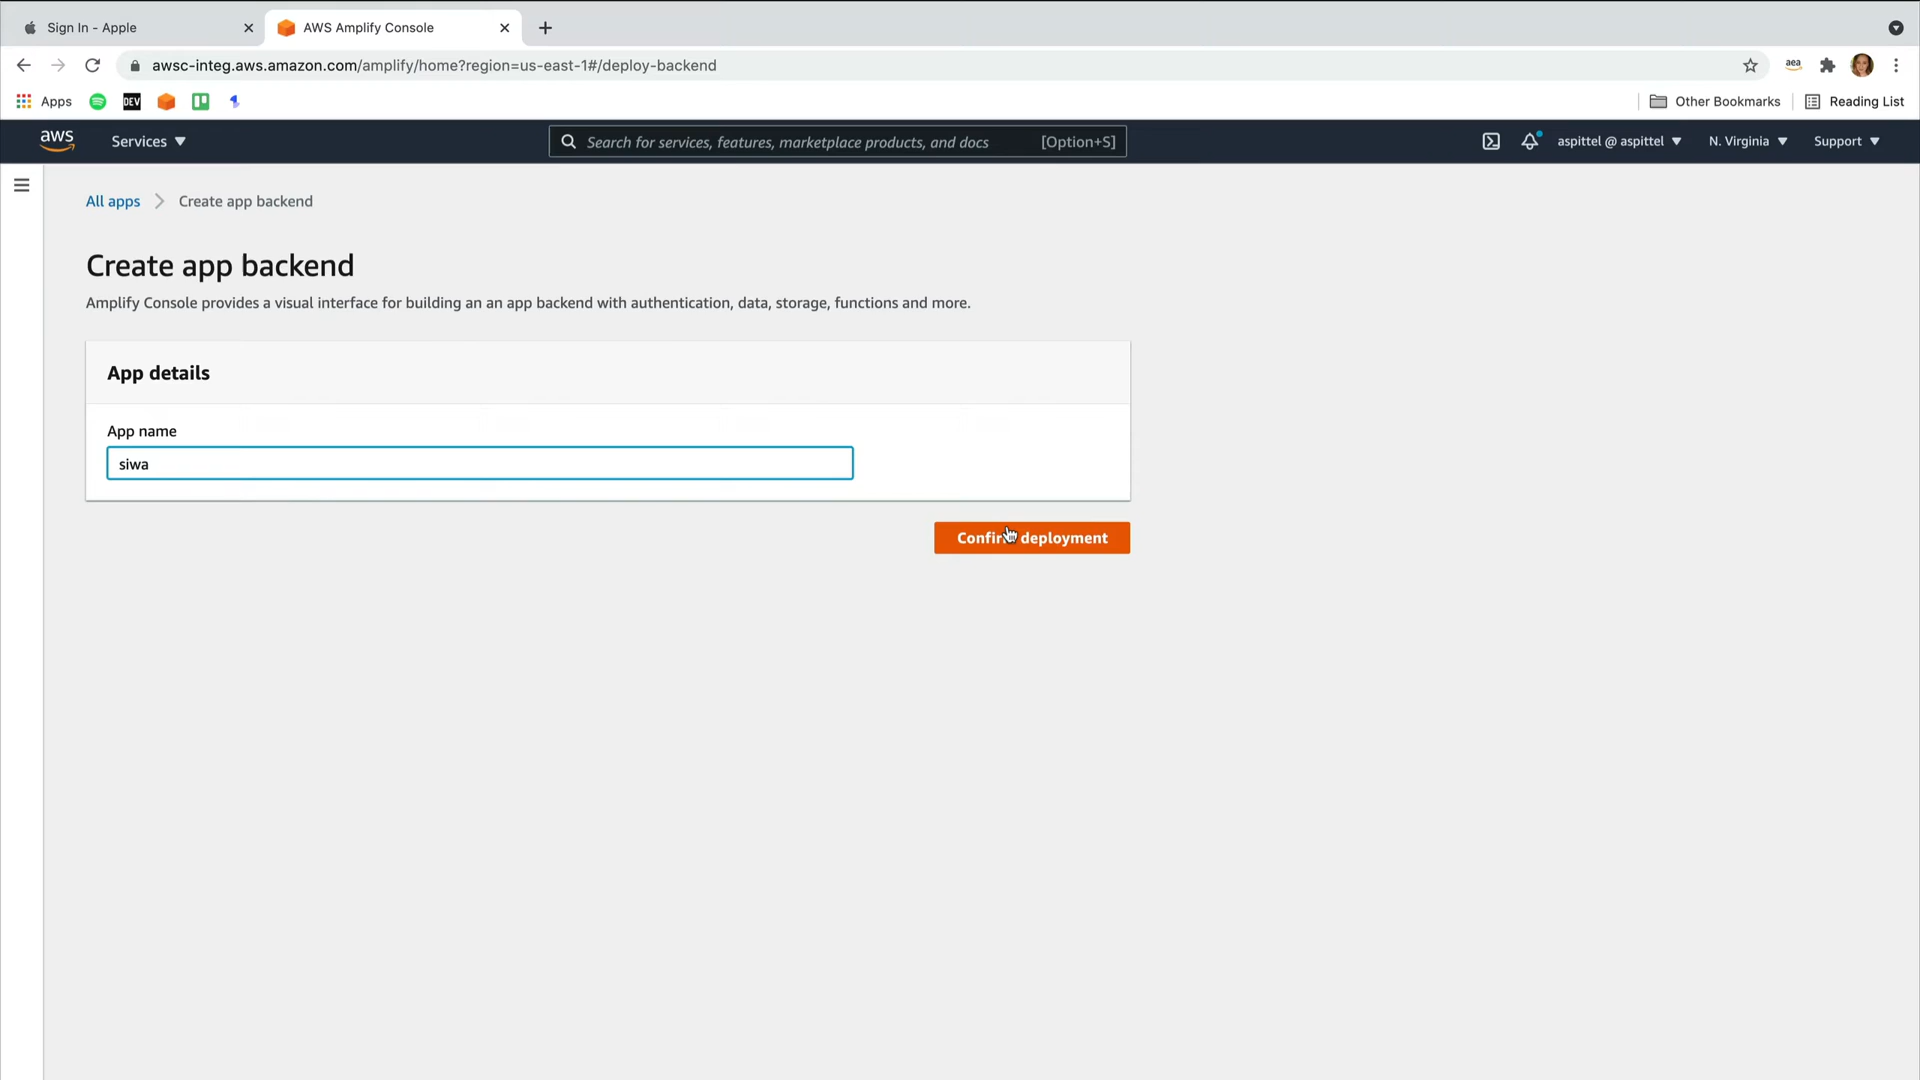 Sign In - Apple
AWS Amplify Console
awsc-integ.aws.amazon.com/amplify/home?region=us-east-1#/deploy-backend
aea
Apps
DEV
Other Bookmarks
Reading List
aws
Services
Search for services, features, marketplace products, and docs
[Option+S]
aspittel @ aspittel
N. Virginia
Support
All apps
Create app backend
Create app backend
Amplify Console provides a visual interface for building an an app backend with authentication, data, storage, functions and more.
App details
App name
siwa
Confirm deployment